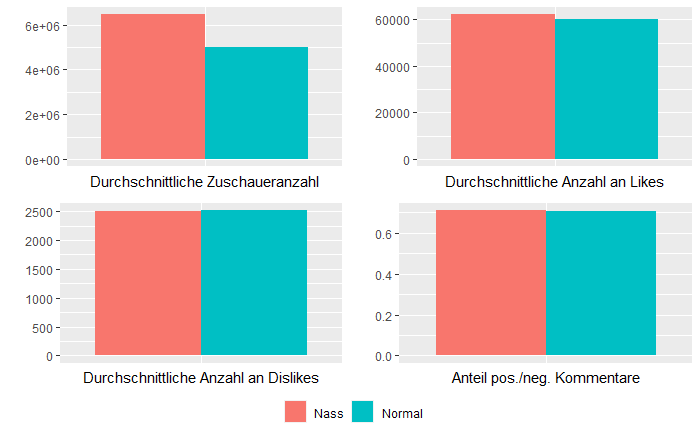 6e+06
4e+06
2e+06
0e+00
Durchschnittliche Zuschaueranzahl
60000
40000
20000
0
Durchschnittliche Anzahl an Likes
2500
2000
1500
1000
500
0
Durchschnittliche Anzahl an Dislikes
0.6
0.4
0.2
0.0
Anteil pos./neg. Kommentare
Nass Normal